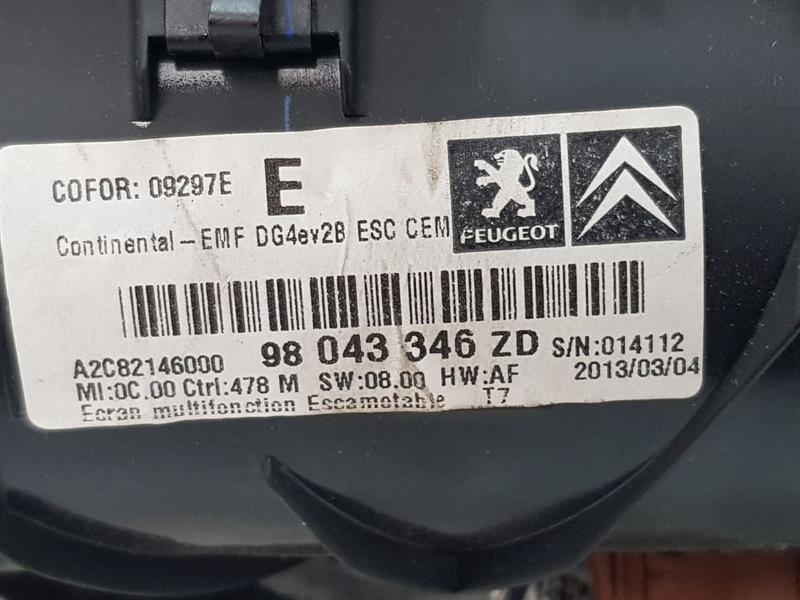 COFOR: 09297E E
Continental-EMF DG4ev2B ESC CEM
PEUGEOT
A2C82146000 98 043 346 ZD S/N:014112
MI:0C.00 Ctrl:478 M SW:08.00 HW:AF 2013/03/04
Ecran multifonction Escamotable T7